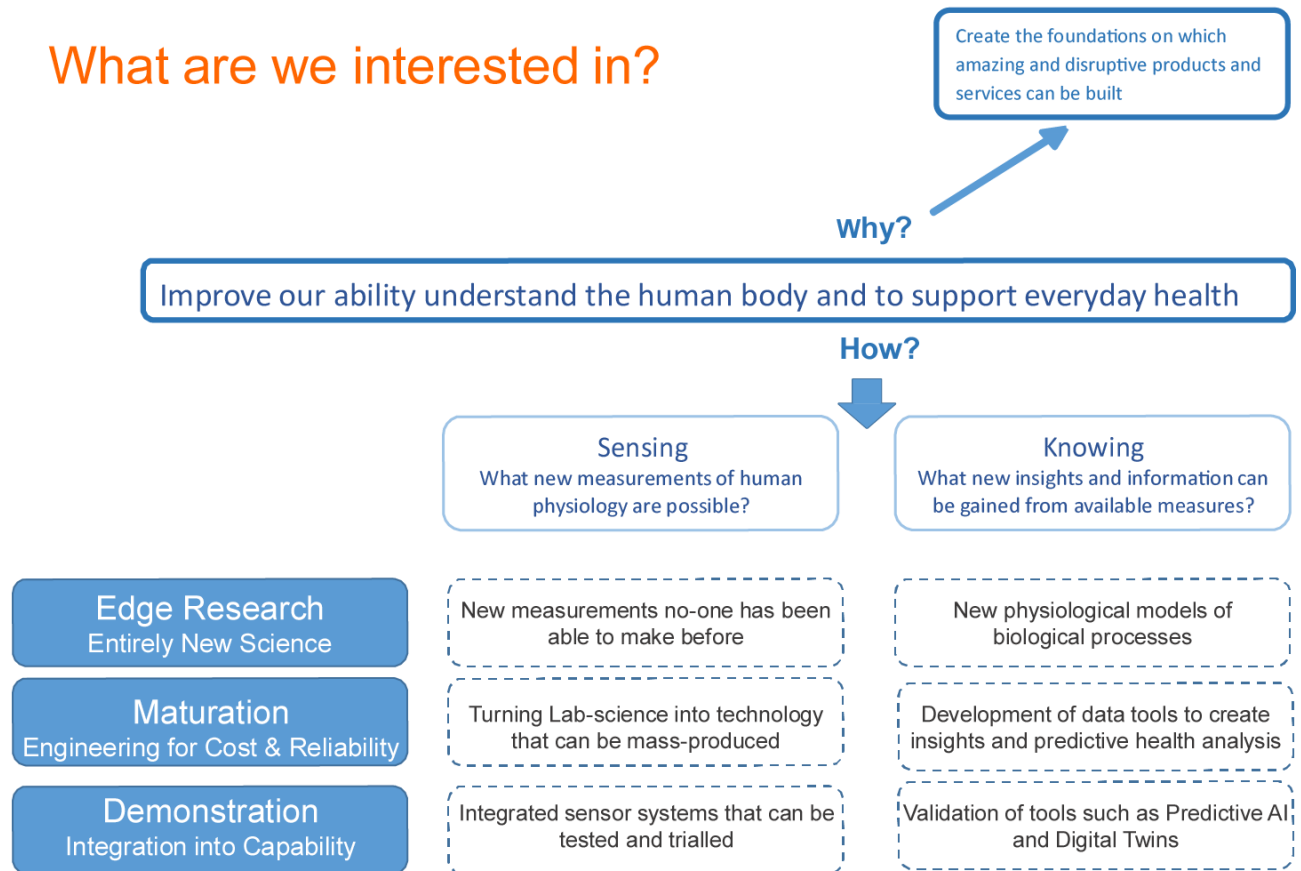 What are we interested in?
Create the foundations on which
amazing and disruptive products and
services can be built
Why?
Improve our ability understand the human body and to support everyday health
How?
Sensing
What new measurements of human
physiology are possible?
Knowing
What new insights and information can
be gained from available measures?
Edge Research
Entirely New Science
New measurements no-one has been
able to make before
New physiological models of
biological processes
Maturation
Engineering for Cost & Reliability
Turning Lab-science into technology
that can be mass-produced
Development of data tools to create
insights and predictive health analysis
Demonstration
Integration into Capability
Integrated sensor systems that can be
tested and trialled
Validation of tools such as Predictive AI
and Digital Twins